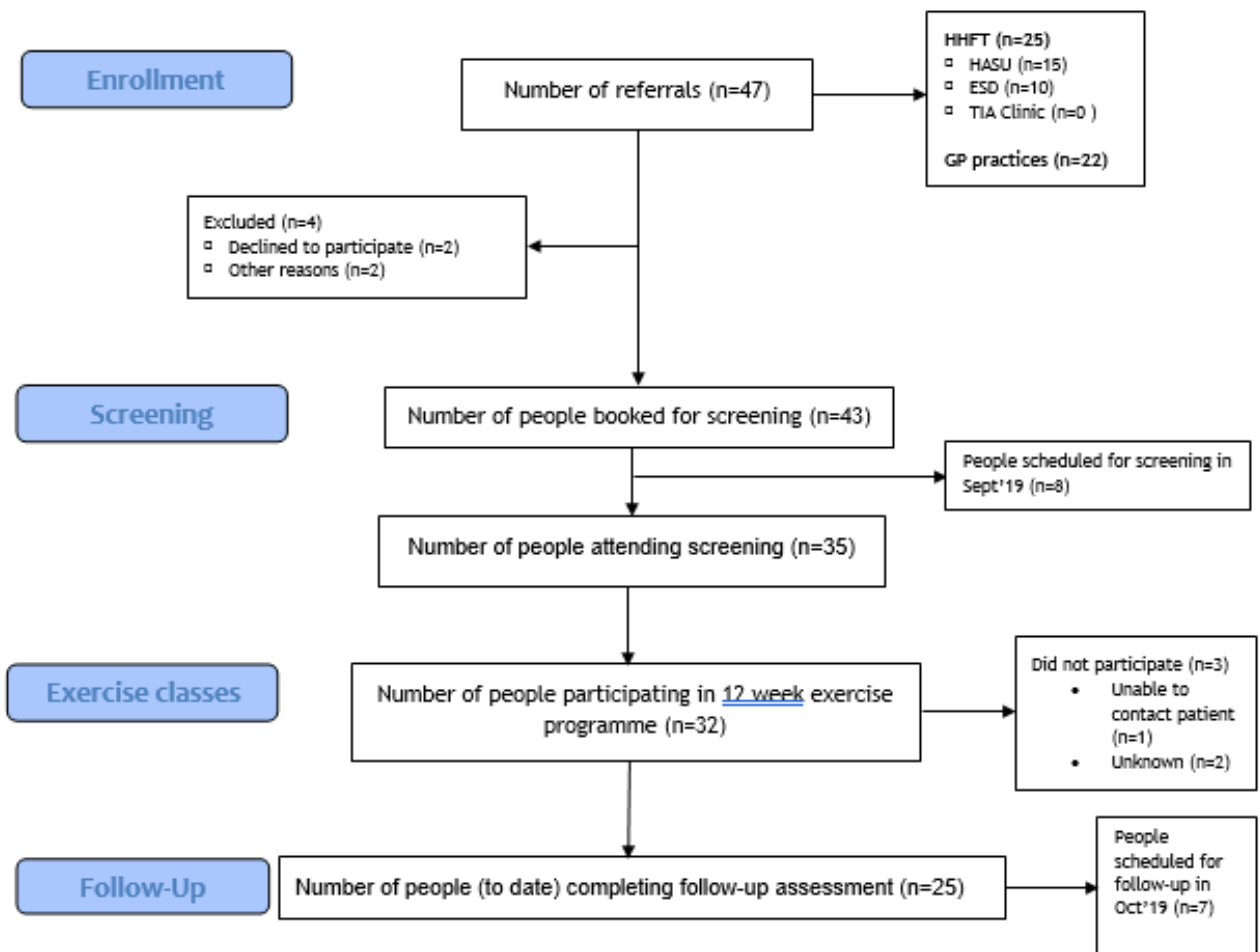 Enrollment
Number of referrals (n=47)
HHFT (n=25)
▫ HASU (n=15)
▫ ESD (n=10)
▫ TIA Clinic (n=0 )
GP practices (n=22)
Excluded (n=4)
▫ Declined to participate (n=2)
▫ Other reasons (n=2)
Screening
Number of people booked for screening (n=43)
People scheduled for screening in
Sept'19 (n=8)
Number of people attending screening (n=35)
Exercise classes
Number of people participating in 12 week exercise
programme (n=32)
Did not participate (n=3)
• Unable to
contact patient
(n=1)
• Unknown (n=2)
Follow-Up
Number of people (to date) completing follow-up assessment (n=25)
People
scheduled for
follow-up in
Oct'19 (n=7)